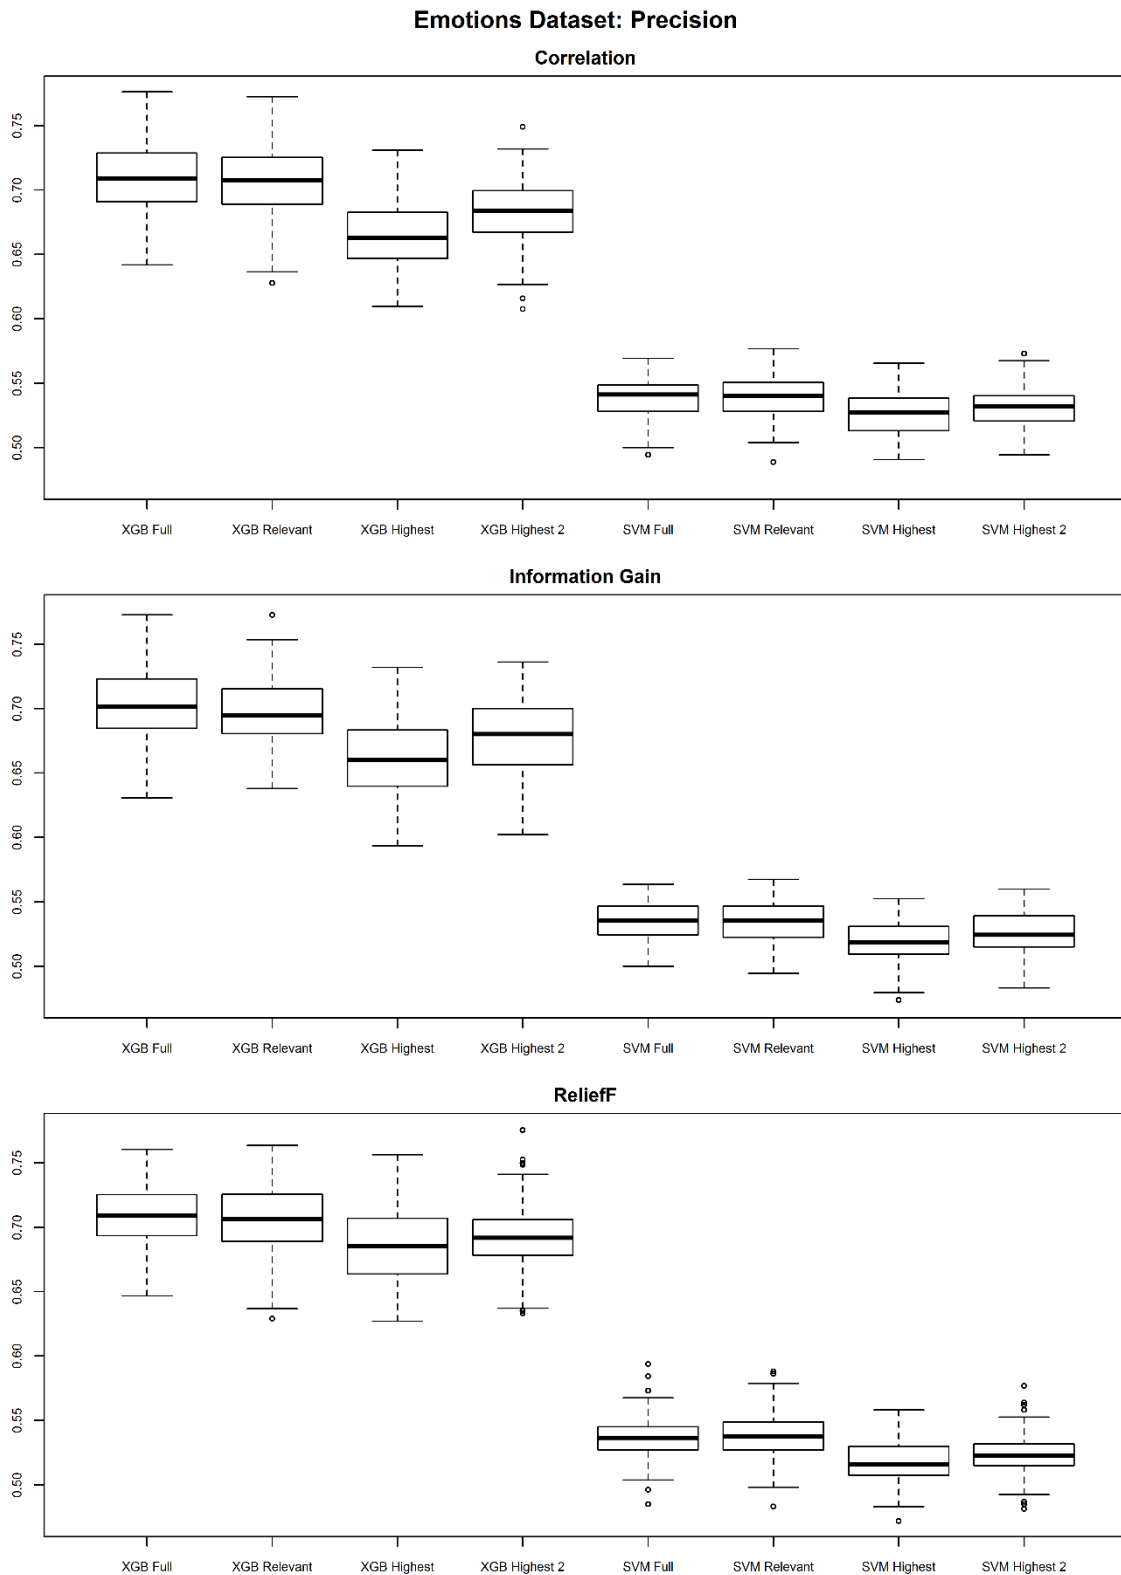 Emotions Dataset: Precision
Correlation
0.75
0.70
0.65
0.60
0.55
0.50
XGB Full XGB Relevant XGB Highest XGB Highest 2 SVM Full SVM Relevant SVM Highest SVM Highest 2
Information Gain
0.75
0.70
0.65
0.60
0.55
0.50
XGB Full XGB Relevant XGB Highest XGB Highest 2 SVM Full SVM Relevant SVM Highest SVM Highest 2
ReliefF
0.75
0.70
0.65
0.60
0.55
0.50
XGB Full XGB Relevant XGB Highest XGB Highest 2 SVM Full SVM Relevant SVM Highest SVM Highest 2